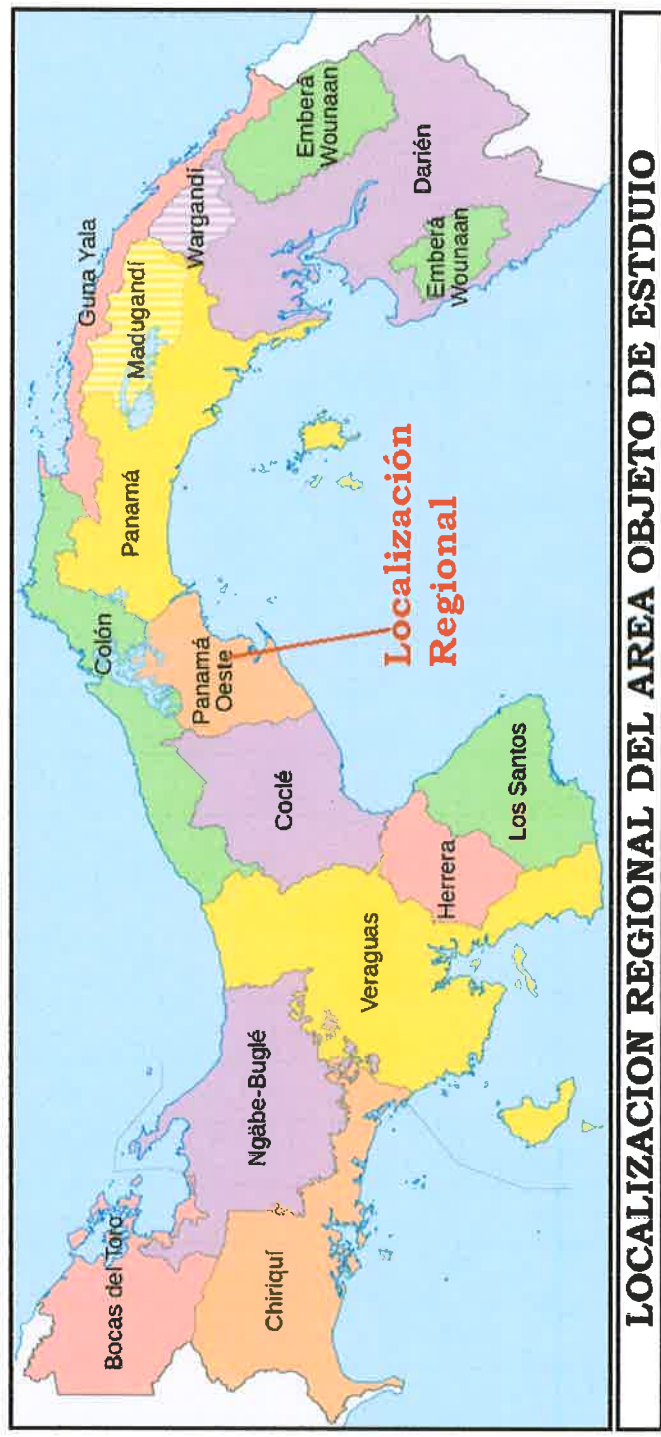 Bocas del Toro
Chiriquí
Ngäbe-Buglé
Veraguas
Herrera
Los Santos
Coclé
Colón
Panamá
Oeste
Panamá
Guna Yala
Madugandí
Wargandí
Emberá
Wounaan
Darién
Emberá
Wounaan
Localización
Regional
LOCALIZACION REGIONAL DEL AREA OBJETO DE ESTDUIO